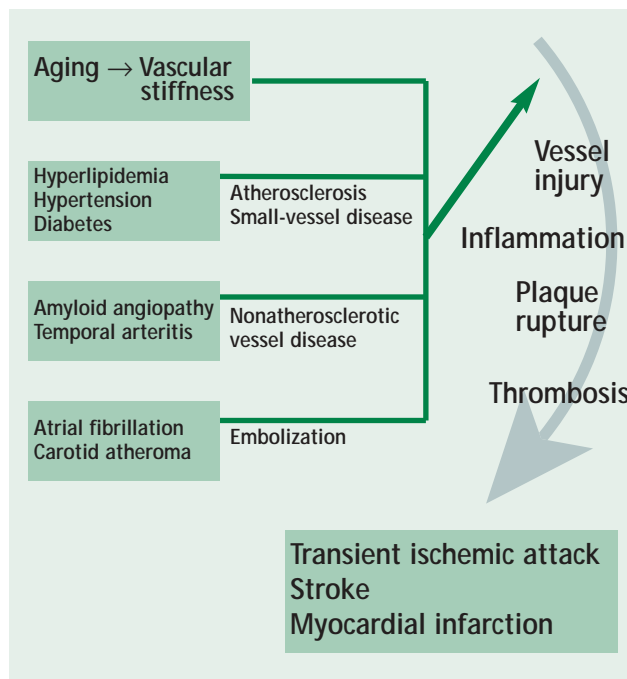 Aging → Vascular
stiffness
Hyperlipidemia
Hypertension
Diabetes
Atherosclerosis
Small-vessel disease
Amyloid angiopathy
Temporal arteritis
Nonatherosclerotic
vessel disease
Atrial fibrillation
Carotid atheroma
Embolization
Vessel
injury
Inflammation
Plaque
rupture
Thrombosis
Transient ischemic attack
Stroke
Myocardial infarction